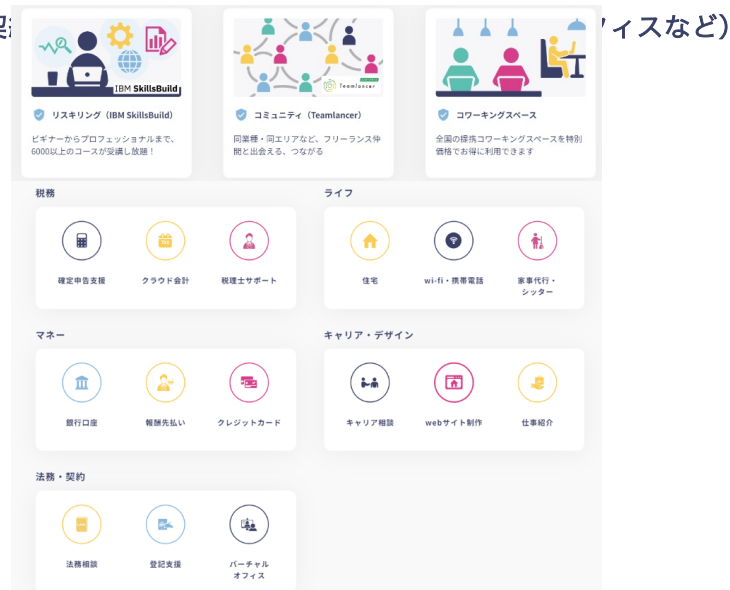 ィスなど）
IBM SkillsBuild
Teamlancer
リスキリング（IBM SkillsBuild）
コミュニティ（Teamlancer）
コワーキングスペース
ビギナーからプロフェッショナルまで、
6000以上のコースが受講し放題！
同業種・同エリアなど、フリーランス仲
間と出会える、つながる
全国の提携コワーキングスペースを特別
価格でお得に利用できます
税務
ライフ
確定申告支援
クラウド会計
税理士サポート
住宅
wi-fi・携帯電話
家事代行・
シッター
マネー
キャリア・デザイン
銀行口座
報酬先払い
クレジットカード
キャリア相談
webサイト制作
仕事紹介
法務・契約
法務相談
登記支援
バーチャル
オフィス